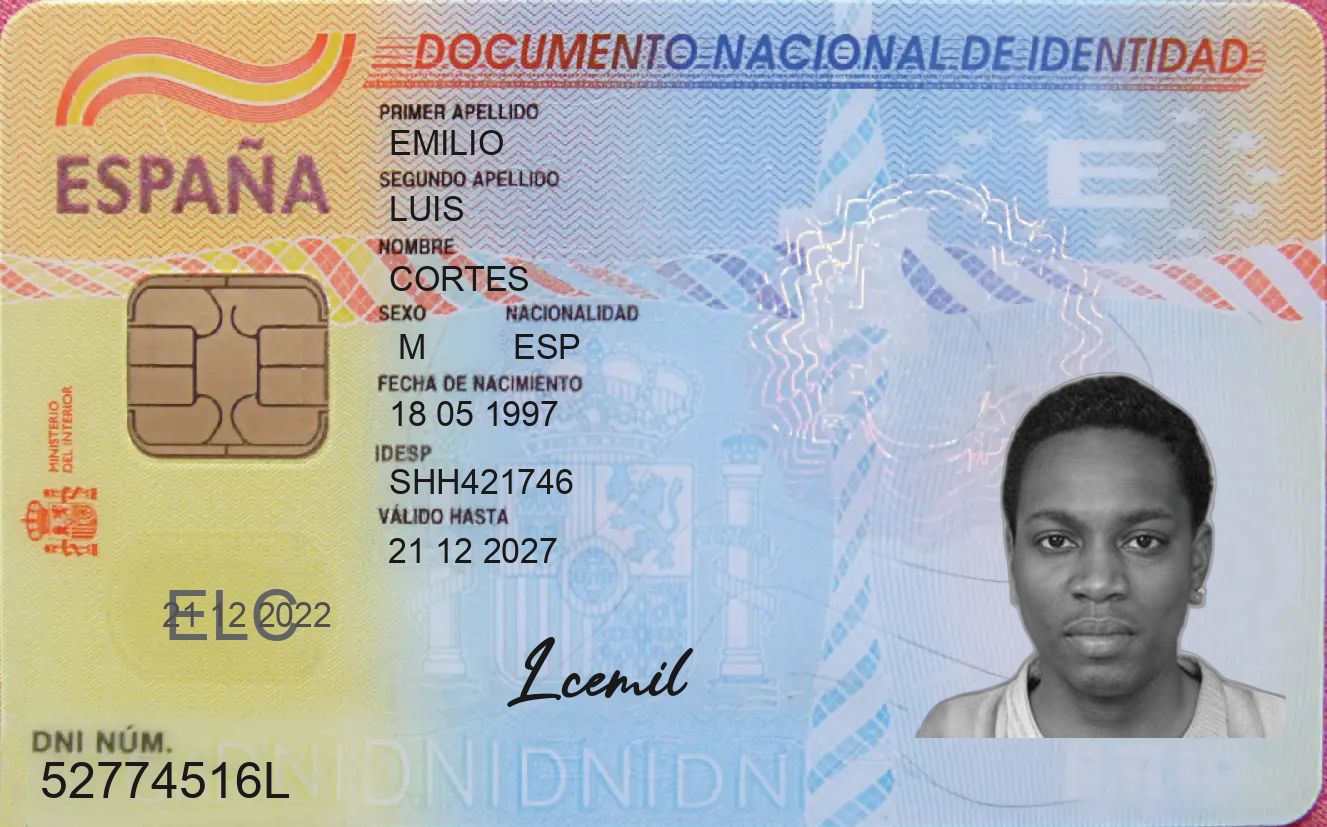 DOCUMENTO NACIONAL DE IDENTIDAD
ESPAÑA
PRIMER APELLIDO
EMILIO
SEGUNDO APELLIDO
LUIS
NOMBRE
CORTES
SEXO NACIONALIDAD
M ESP
FECHA DE NACIMIENTO
18 05 1997
IDESP
SHH421746
VÁLIDO HASTA
21 12 2027
MINISTERIO
DEL INTERIOR
E
ELC
21 12 2022
Lcemil
DNI NÚM.
52774516L
DNIDNIDNIDNI